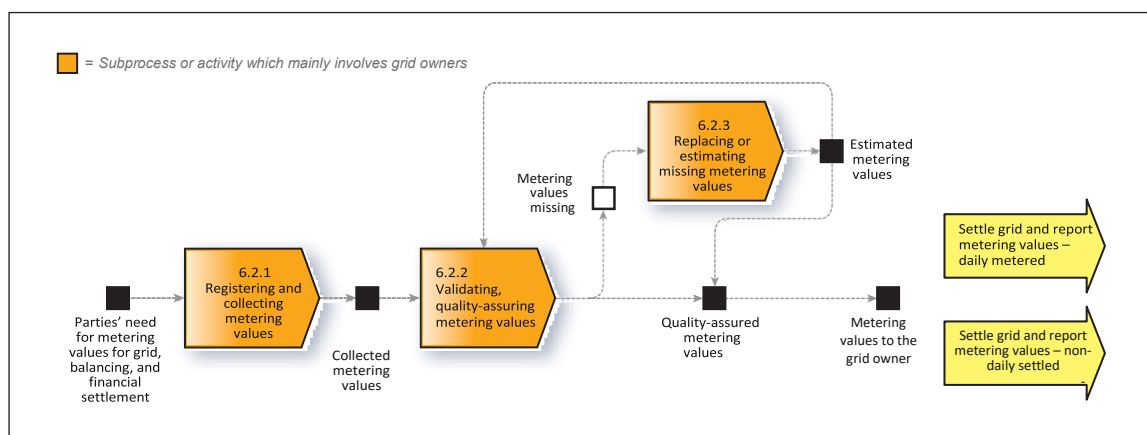 = Subprocess or activity which mainly involves grid owners
6.2.3
Replacing or
estimating
missing metering
values
Estimated
metering
values
Metering
values
missing
6.2.1
Registering and
collecting
metering
values
6.2.2
Validating,
quality-assuring
metering values
Parties’ need
for metering
values for grid,
balancing, and
financial
settlement
Collected
metering
values
Quality-assured
metering
values
Metering
values to the
grid owner
Settle grid and report
metering values –
daily metered
Settle grid and report
metering values – non-
daily settled